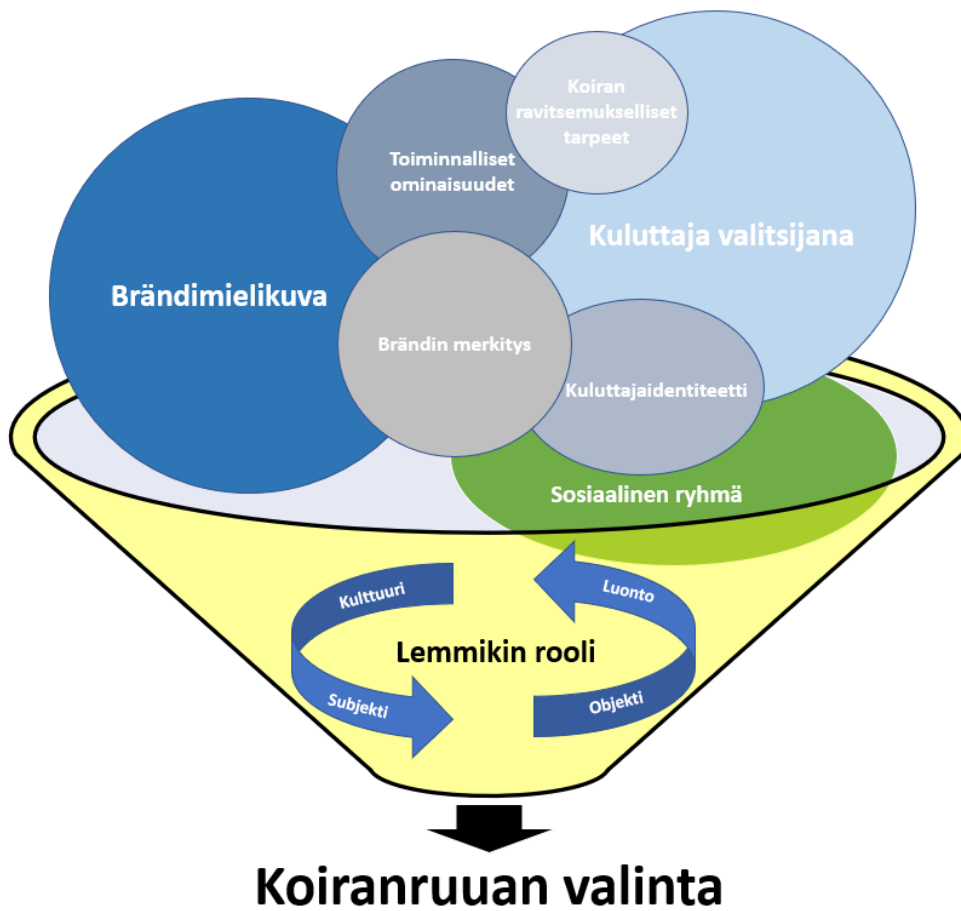 Koiran
ravitsemukselliset
tarpeet
Toiminnalliset
ominaisuudet
Kuluttaja valitsijana
Brändimielikuva
Brändin merkitys
Kuluttajaidentiteetti
Sosiaalinen ryhmä
Kulttuuri
Luonto
Lemmikin rooli
Subjekti
Objekti
Koiranruuan valinta